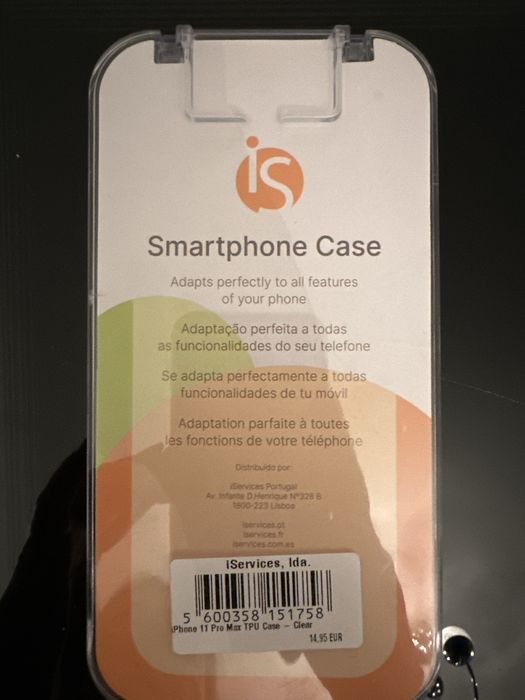 is
Smartphone Case
Adapts perfectly to all features
of your phone
Adaptação perfeita a todas
as funcionalidades do seu telefone
Se adapta perfectamente a todas
funcionalidades de tu móvil
Adaptation parfaite à toutes
les fonctions de votre téléphone
Distribuído por:
iServices Portugal
Av. Infante D.Henrique Nº328 B
1800-223 Lisboa
iservices.pt
iservices.fr
iservices.com.es
iServices, lda.
5 600358 151758
iPhone 11 Pro Max TPU Case - Clear
14,95 EUR